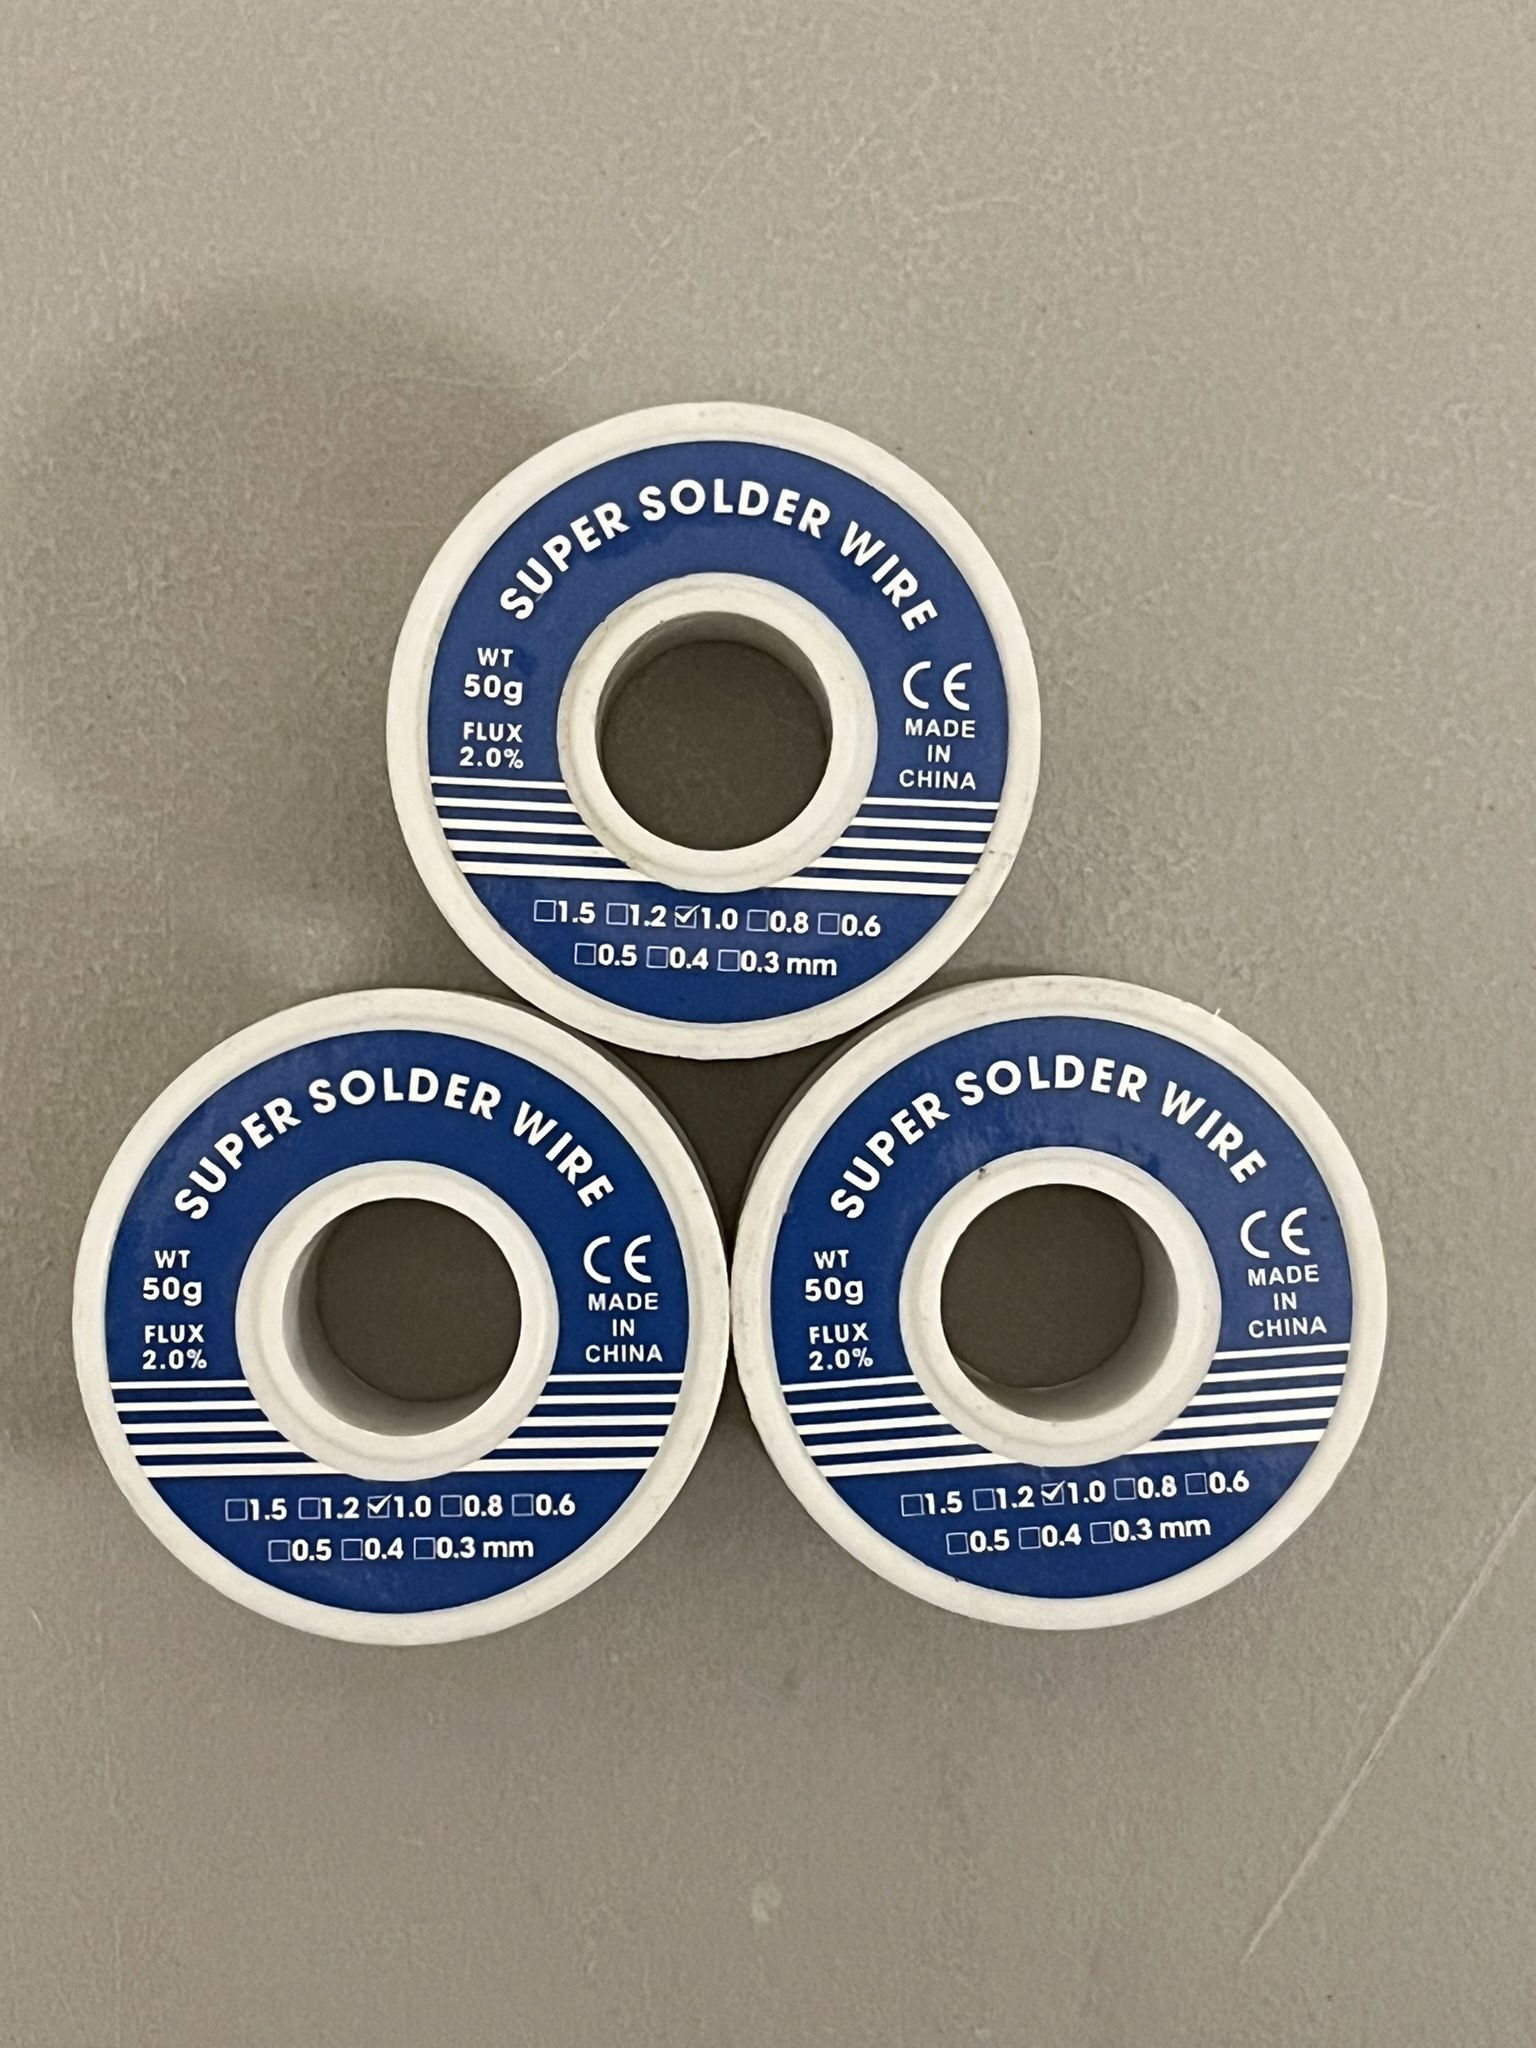 SUPER SOLDER WIRE
WT
50g
FLUX
2.0%
CE
MADE
IN
CHINA
☐1.5 ☐1.2 ☑1.0 ☐0.8 ☐0.6
☐0.5 ☐0.4 ☐0.3 mm
SUPER SOLDER WIRE
WT
50g
FLUX
2.0%
CE
MADE
IN
CHINA
☐1.5 ☐1.2 ☑1.0 ☐0.8 ☐0.6
☐0.5 ☐0.4 ☐0.3 mm
SUPER SOLDER WIRE
WT
50g
FLUX
2.0%
CE
MADE
IN
CHINA
☐1.5 ☐1.2 ☑1.0 ☐0.8 ☐0.6
☐0.5 ☐0.4 ☐0.3 mm